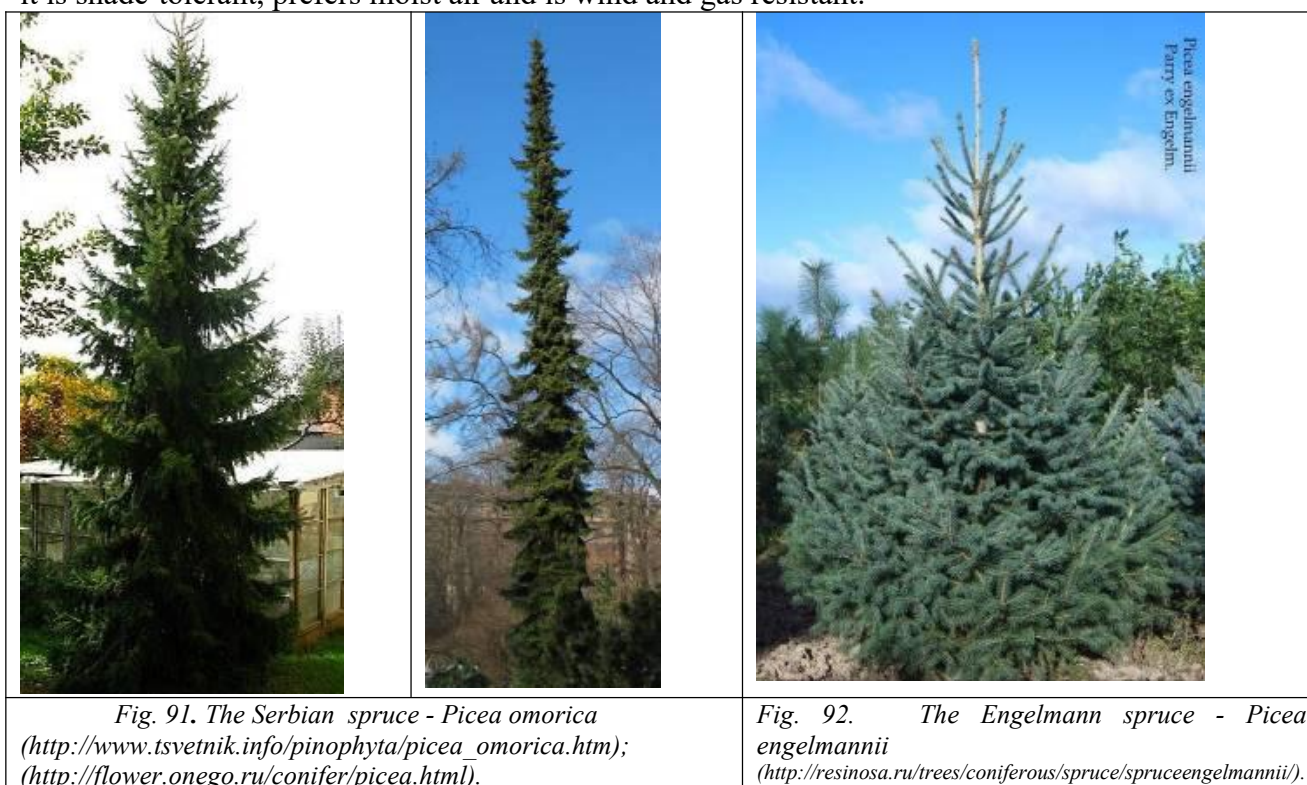 it is shade-tolerant, prefers moist air and is wind and gas resistant.
Picea engelmannii
Parry ex Engelm.
Fig. 91. The Serbian spruce - Picea omorica
(http://www.tsvetnik.info/pinophyta/picea_omorica.htm);
(http://flower.onego.ru/conifer/picea.html).
Fig. 92. The Engelmann spruce - Picea
engelmannii
(http://resinosa.ru/trees/coniferous/spruce/spruceengelmannii/).